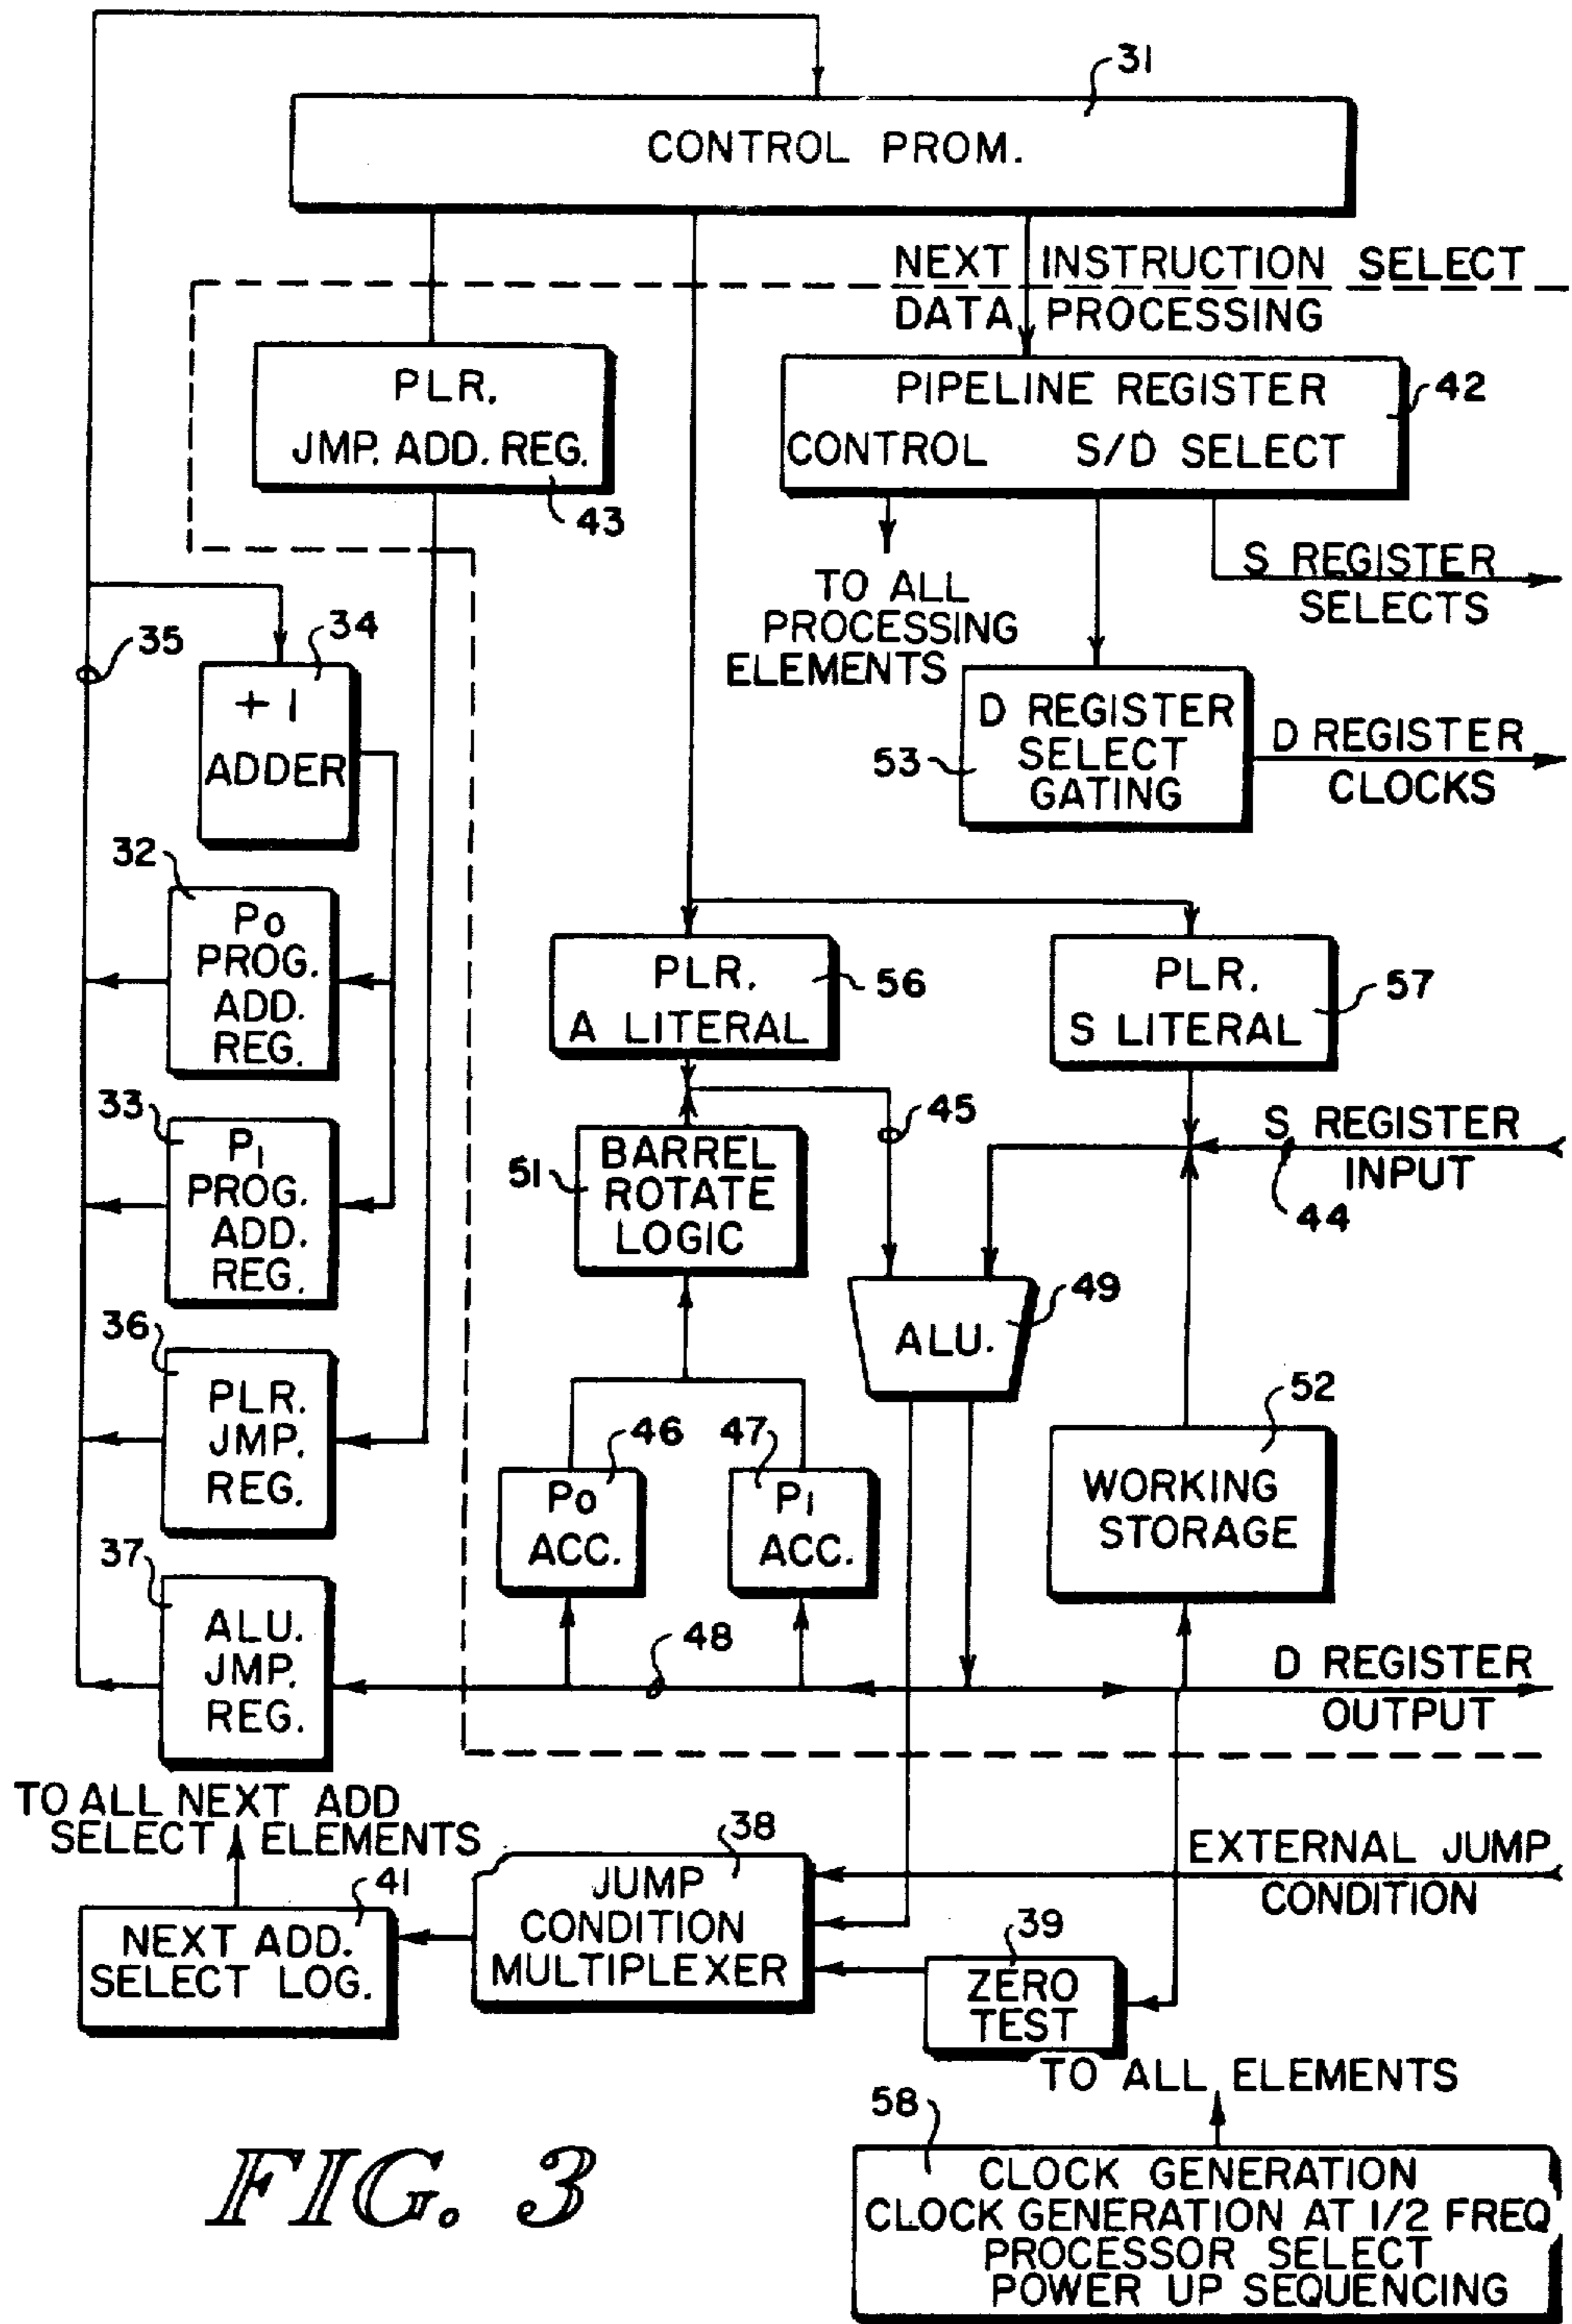 31
CONTROL PROM.
NEXT INSTRUCTION SELECT
DATA PROCESSING
PLR.
JMP. ADD. REG.
43
PIPELINE REGISTER
CONTROL S/D SELECT
42
S REGISTER
SELECTS
TO ALL
PROCESSING
ELEMENTS
35
34
+ 1
ADDER
D REGISTER
SELECT
GATING
53
D REGISTER
CLOCKS
32
P0
PROG.
ADD.
REG.
PLR.
A LITERAL
56
PLR.
S LITERAL
57
33
P1
PROG.
ADD.
REG.
51
BARREL
ROTATE
LOGIC
45
S REGISTER
INPUT
44
ALU.
49
36
PLR.
JMP.
REG.
46
P0
ACC.
47
P1
ACC.
52
WORKING
STORAGE
37
ALU.
JMP.
REG.
48
D REGISTER
OUTPUT
TO ALL NEXT ADD
SELECT ELEMENTS
41
NEXT ADD.
SELECT LOG.
38
JUMP
CONDITION
MULTIPLEXER
EXTERNAL JUMP
CONDITION
39
ZERO
TEST
TO ALL ELEMENTS
58
CLOCK GENERATION
CLOCK GENERATION AT 1/2 FREQ
PROCESSOR SELECT
POWER UP SEQUENCING
FIG. 3